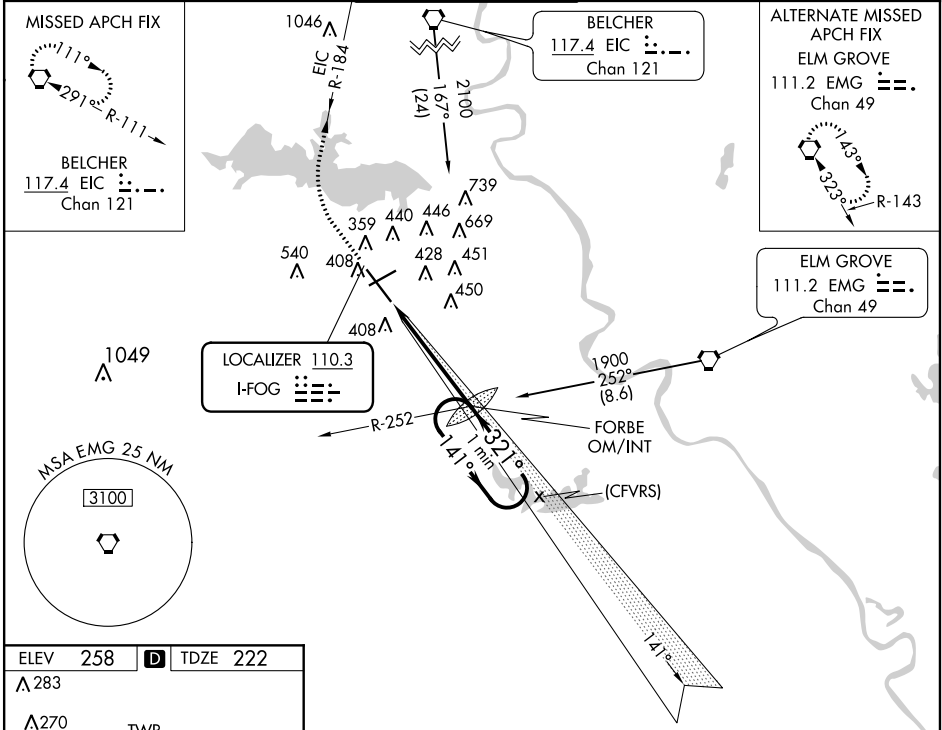 MISSED APCH FIX
111°
291°
R-111
BELCHER
117.4 EIC
Chan 121
1046
EIC
R-184
2100
167°
(24)
BELCHER
117.4 EIC
Chan 121
ALTERNATE MISSED
APCH FIX
ELM GROVE
111.2 EMG
Chan 49
143°
323°
R-143
739
359
440
446
669
540
408
428
451
450
408
ELM GROVE
111.2 EMG
Chan 49
1049
LOCALIZER 110.3
I-FOG
1900
252°
(8.6)
R-252
FORBE
OM/INT
321°
1 min
141°
(CFVRS)
MSA EMG 25 NM
3100
141°
ELEV 258 D TDZE 222
283
270
TWR